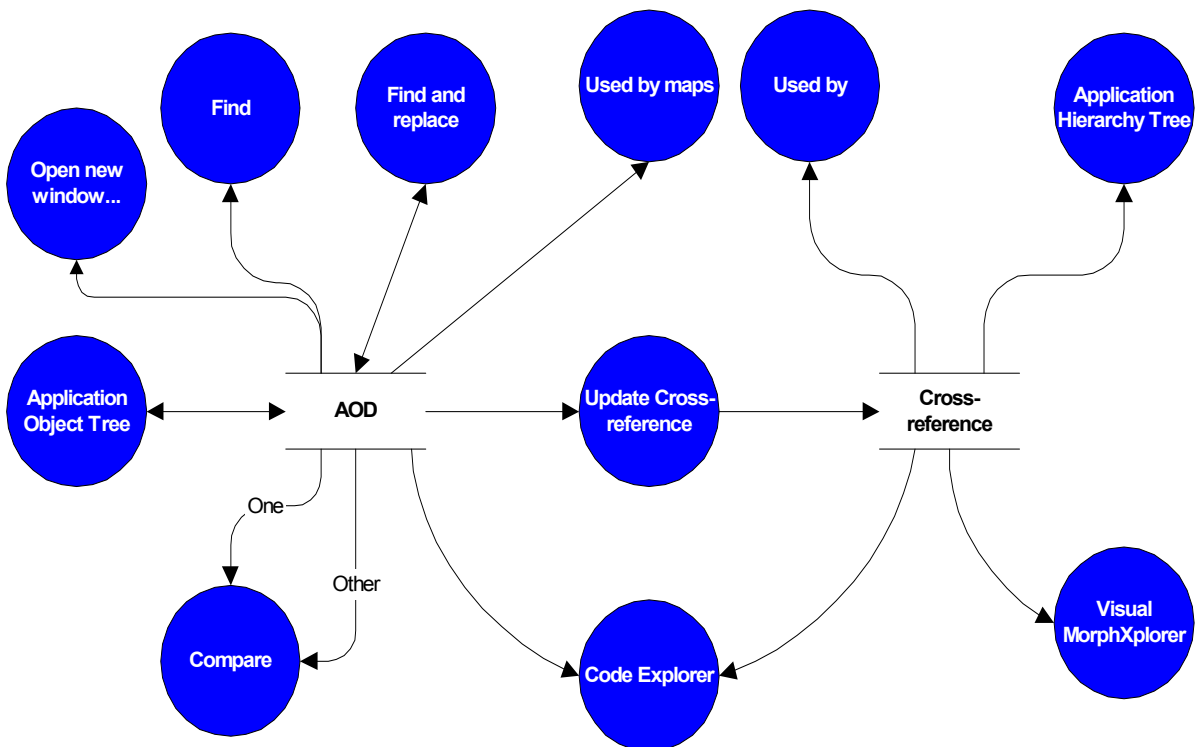 Find
Find and
replace
Used by maps
Used by
Application
Hierarchy Tree
Open new
window...
Application
Object Tree
AOD
Update Cross-
reference
Cross-
reference
One
Other
Compare
Code Explorer
Visual
MorphXplorer